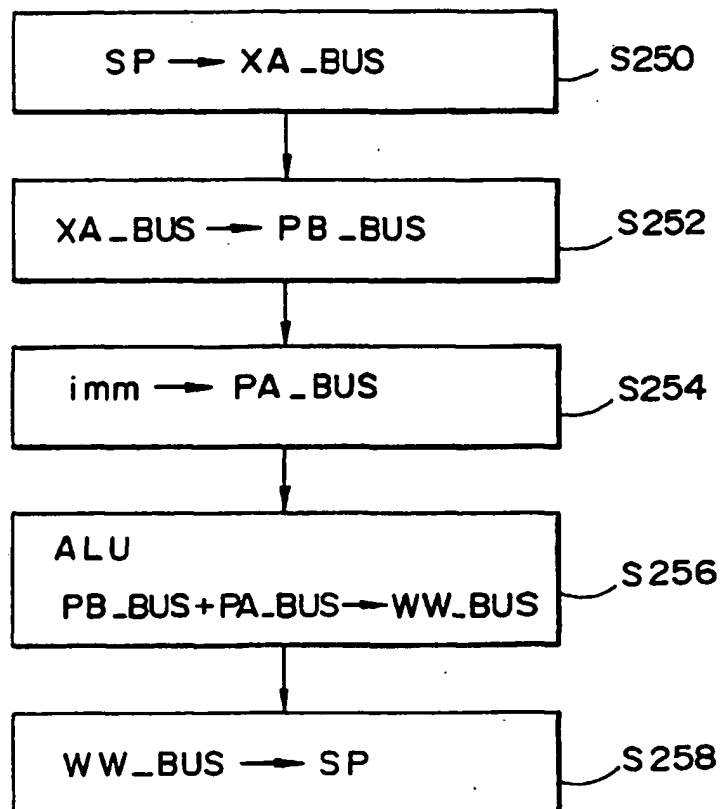 SP → XA_BUS
S250
XA_BUS → PB_BUS
S252
imm → PA_BUS
S254
ALU
PB_BUS+PA_BUS→WW_BUS
S256
WW_BUS → SP
S258